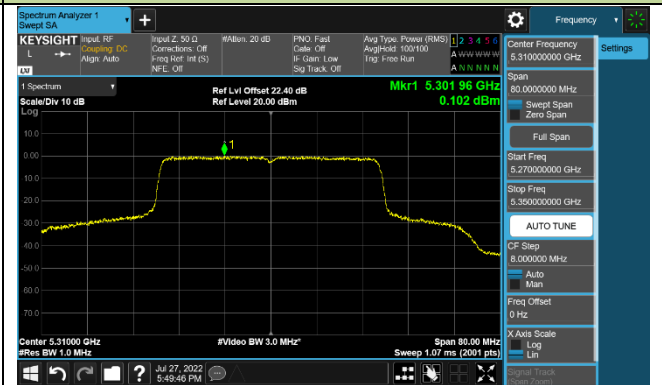 Spectrum Analyzer 1
Swept SA
Frequency
KEYSIGHT
L
LXI
Input: RF
Coupling: DC
Align: Auto
Input Z: 50 Ω
Corrections: Off
Freq Ref: Int (S)
NFE: Off
#Atten: 20 dB
PNO: Fast
Gate: Off
IF Gain: Low
Sig Track: Off
Avg Type: Power (RMS)
Avg|Hold: 100/100
Trig: Free Run
1 2 3 4 5 6
A W W W W W
A N N N N N
1 Spectrum
Scale/Div 10 dB
Log
Ref Lvl Offset 22.40 dB
Ref Level 20.00 dBm
Mkr1 5.301 96 GHz
0.102 dBm
10.0
0.00
1
10.0
20.0
30.0
40.0
-50.0
60.0
70.0
Center 5.31000 GHz
#Res BW 1.0 MHz
#Video BW 3.0 MHz*
Span 80.00 MHz
Sweep 1.07 ms (2001 pts)
Center Frequency
5.310000000 GHz
Settings
Span
80.0000000 MHz
Swept Span
Zero Span
Full Span
Start Freq
5.270000000 GHz
Stop Freq
5.350000000 GHz
AUTO TUNE
CF Step
8.000000 MHz
Auto
Man
Freq Offset
0 Hz
X Axis Scale
Log
Lin
Signal Track
(Span Zoom)
?
Jul 27, 2022
5:49:46 PM